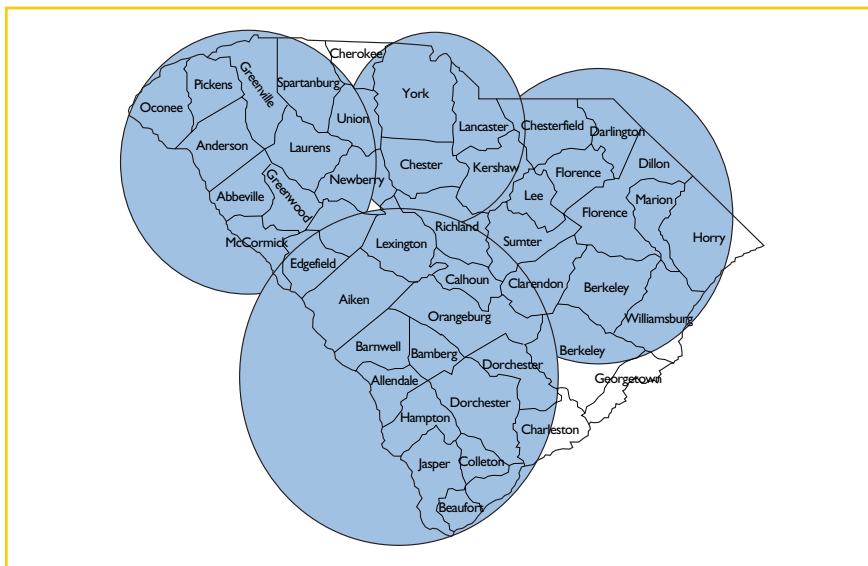 Cherokee
Pickens
Greenville
Spartanburg
York
Oconee
Union
Lancaster
Chesterfield
Darlington
Anderson
Laurens
Chester
Kershaw
Florence
Dillon
Newberry
Abbeville
Greenwood
Lee
Marion
Florence
McCormick
Richland
Lexington
Sumter
Horry
Edgefield
Calhoun
Clarendon
Berkeley
Aiken
Orangeburg
Williamsburg
Barnwell
Bamberg
Berkeley
Dorchester
Allendale
Georgetown
Dorchester
Hampton
Charleston
Jasper
Colleton
Beaufort